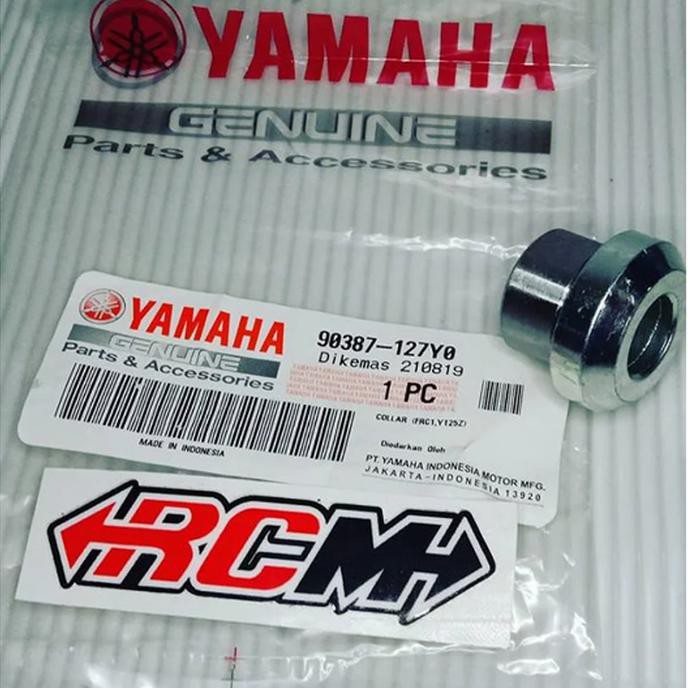 YAMAHA
GENUINE
Parts & Accessories
YAMAHA
GENUINE
Parts & Accessories
90387-127Y0
Dikemas 210819
1 PC
COLLAR (FRC1,Y125Z)
MADE IN INDONESIA
Diedarkan Oleh
PT. YAMAHA INDONESIA MOTOR MFG.
JAKARTA-INDONESIA 13920
RCMH